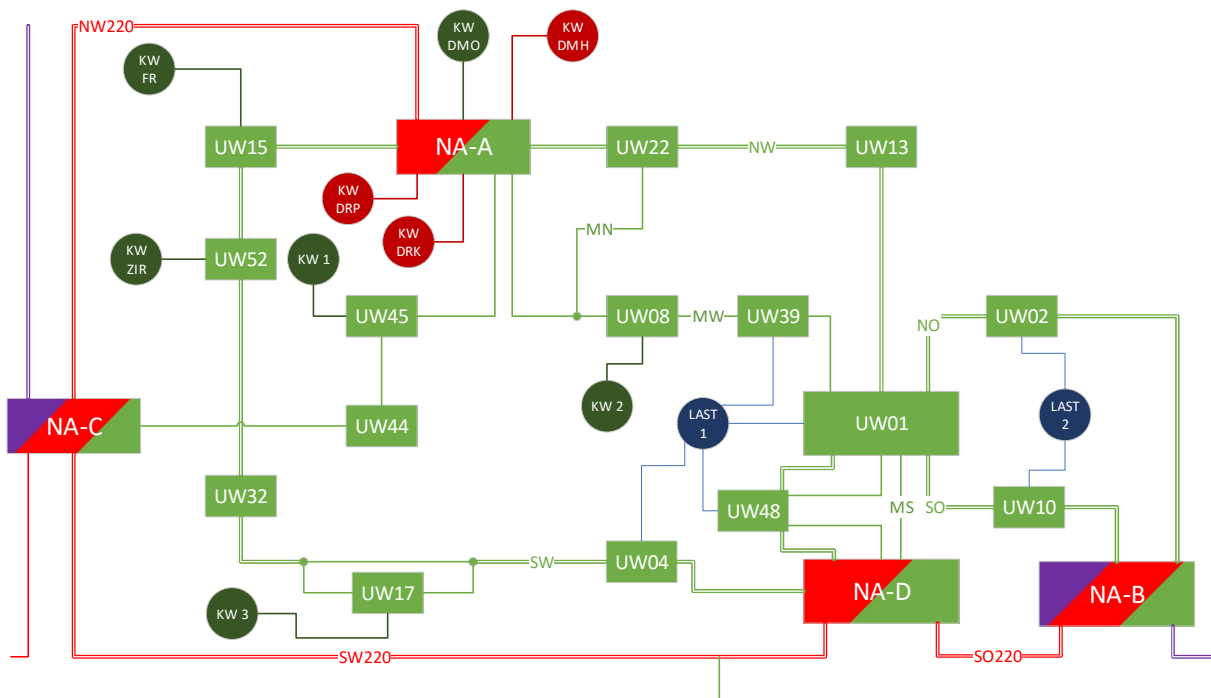 NW220
KW
FR
KW
DMO
KW
DMH
UW15
NA-A
UW22
NW
UW13
KW
DRP
KW
DRK
MN
KW
ZIR
UW52
KW 1
UW45
UW08
MW
UW39
NO
UW02
KW 2
LAST
1
UW01
LAST
2
NA-C
UW44
UW32
UW48
MS
SO
UW10
SW
UW04
UW17
KW 3
NA-D
NA-B
SW220
SO220